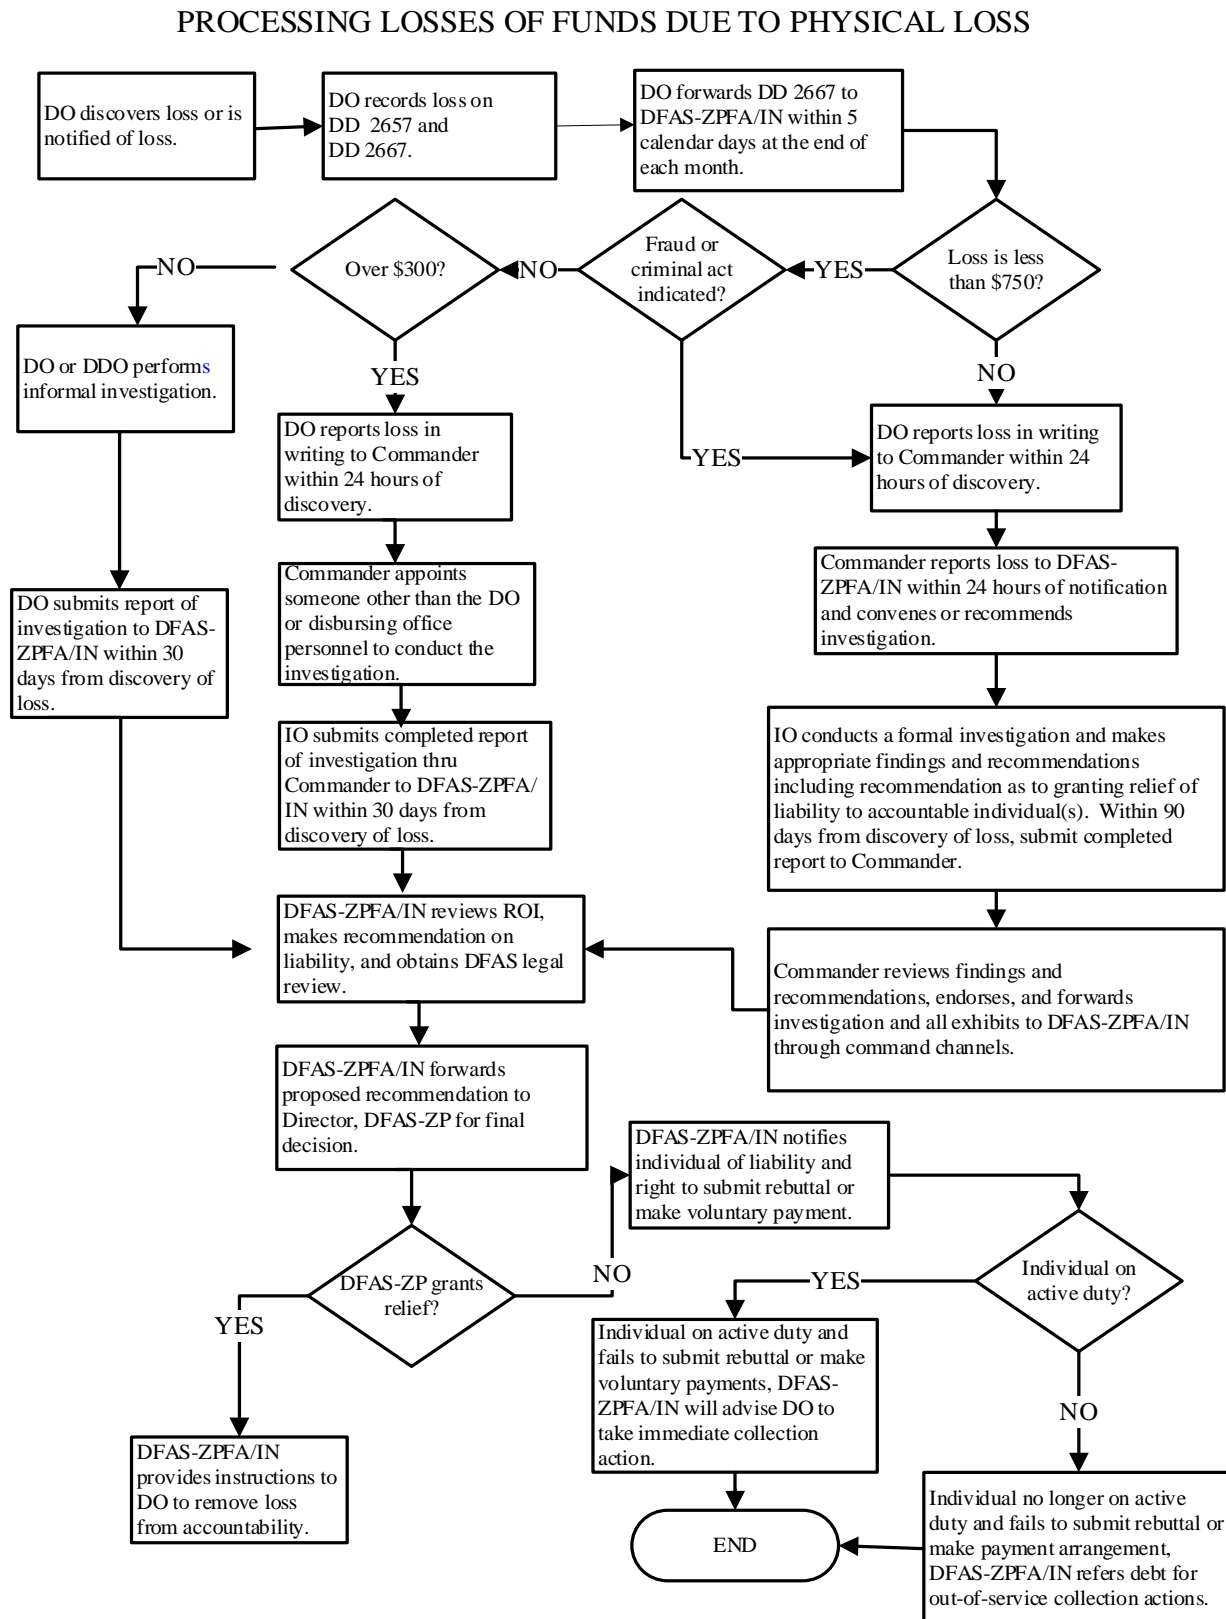 PROCESSING LOSSES OF FUNDS DUE TO PHYSICAL LOSS
DO discovers loss or is
notified of loss.
DO records loss on
DD 2657 and
DD 2667.
DO forwards DD 2667 to
DFAS-ZPFA/IN within 5
calendar days at the end of
each month.
Loss is less
than $750?
YES
Fraud or
criminal act
indicated?
NO
Over $300?
NO
DO or DDO performs
informal investigation.
YES
NO
DO reports loss in
writing to Commander
within 24 hours of
discovery.
YES
DO reports loss in writing
to Commander within 24
hours of discovery.
DO submits report of
investigation to DFAS-
ZPFA/IN within 30
days from discovery of
loss.
Commander appoints
someone other than the DO
or disbursing office
personnel to conduct the
investigation.
Commander reports loss to DFAS-
ZPFA/IN within 24 hours of notification
and convenes or recommends
investigation.
IO submits completed report
of investigation thru
Commander to DFAS-ZPFA/
IN within 30 days from
discovery of loss.
IO conducts a formal investigation and makes
appropriate findings and recommendations
including recommendation as to granting relief of
liability to accountable individual(s).  Within 90
days from discovery of loss, submit completed
report to Commander.
DFAS-ZPFA/IN reviews ROI,
makes recommendation on
liability, and obtains DFAS legal
review.
Commander reviews findings and
recommendations, endorses, and forwards
investigation and all exhibits to DFAS-ZPFA/IN
through command channels.
DFAS-ZPFA/IN forwards
proposed recommendation to
Director, DFAS-ZP for final
decision.
DFAS-ZPFA/IN notifies
individual of liability and
right to submit rebuttal or
make voluntary payment.
DFAS-ZP grants
relief?
NO
YES
Individual on
active duty?
YES
NO
Individual on active duty and
fails to submit rebuttal or make
voluntary payments, DFAS-
ZPFA/IN will advise DO to
take immediate collection
action.
DFAS-ZPFA/IN
provides instructions to
DO to remove loss
from accountability.
END
Individual no longer on active
duty and fails to submit rebuttal or
make payment arrangement,
DFAS-ZPFA/IN refers debt for
out-of-service collection actions.